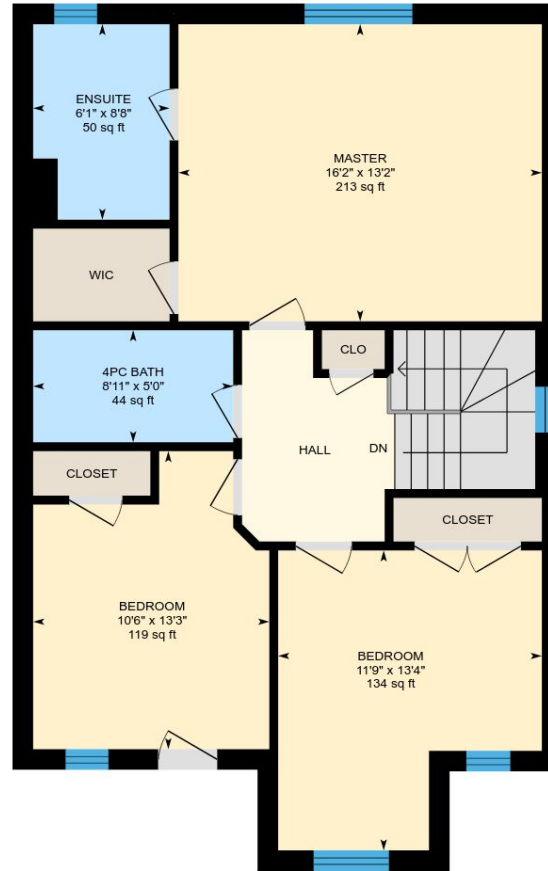 ENSUITE
6'1" x 8'8"
50 sq ft
MASTER
16'2" x 13'2"
213 sq ft
WIC
4PC BATH
8'11" x 5'0"
44 sq ft
CLO
HALL
DN
CLOSET
CLOSET
BEDROOM
10'6" x 13'3"
119 sq ft
BEDROOM
11'9" x 13'4"
134 sq ft